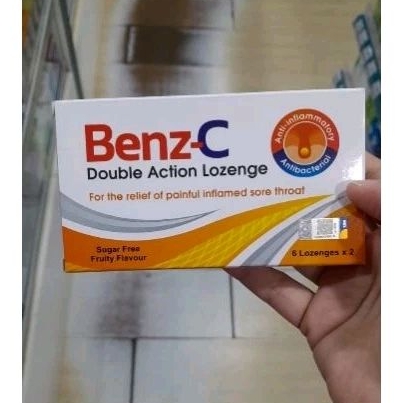 Benz-C
Double Action Lozenge
For the relief of painful inflamed sore throat
Anti-inflammatory
Antibacterial
Sugar Free
Fruity Flavour
6 Lozenges x 2